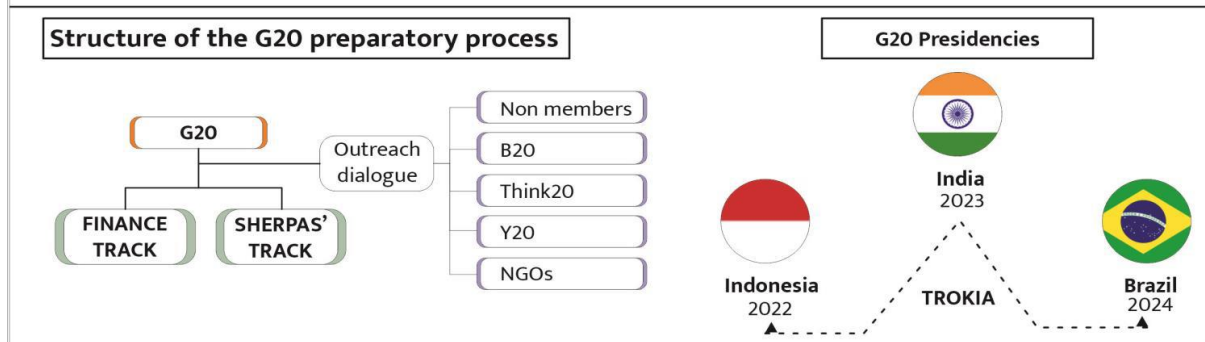 Structure of the G20 preparatory process
G20
FINANCE
TRACK
SHERPAS’
TRACK
Outreach
dialogue
Non members
B20
Think20
Y20
NGOs
G20 Presidencies
India
2023
Indonesia
2022
TROKIA
Brazil
2024